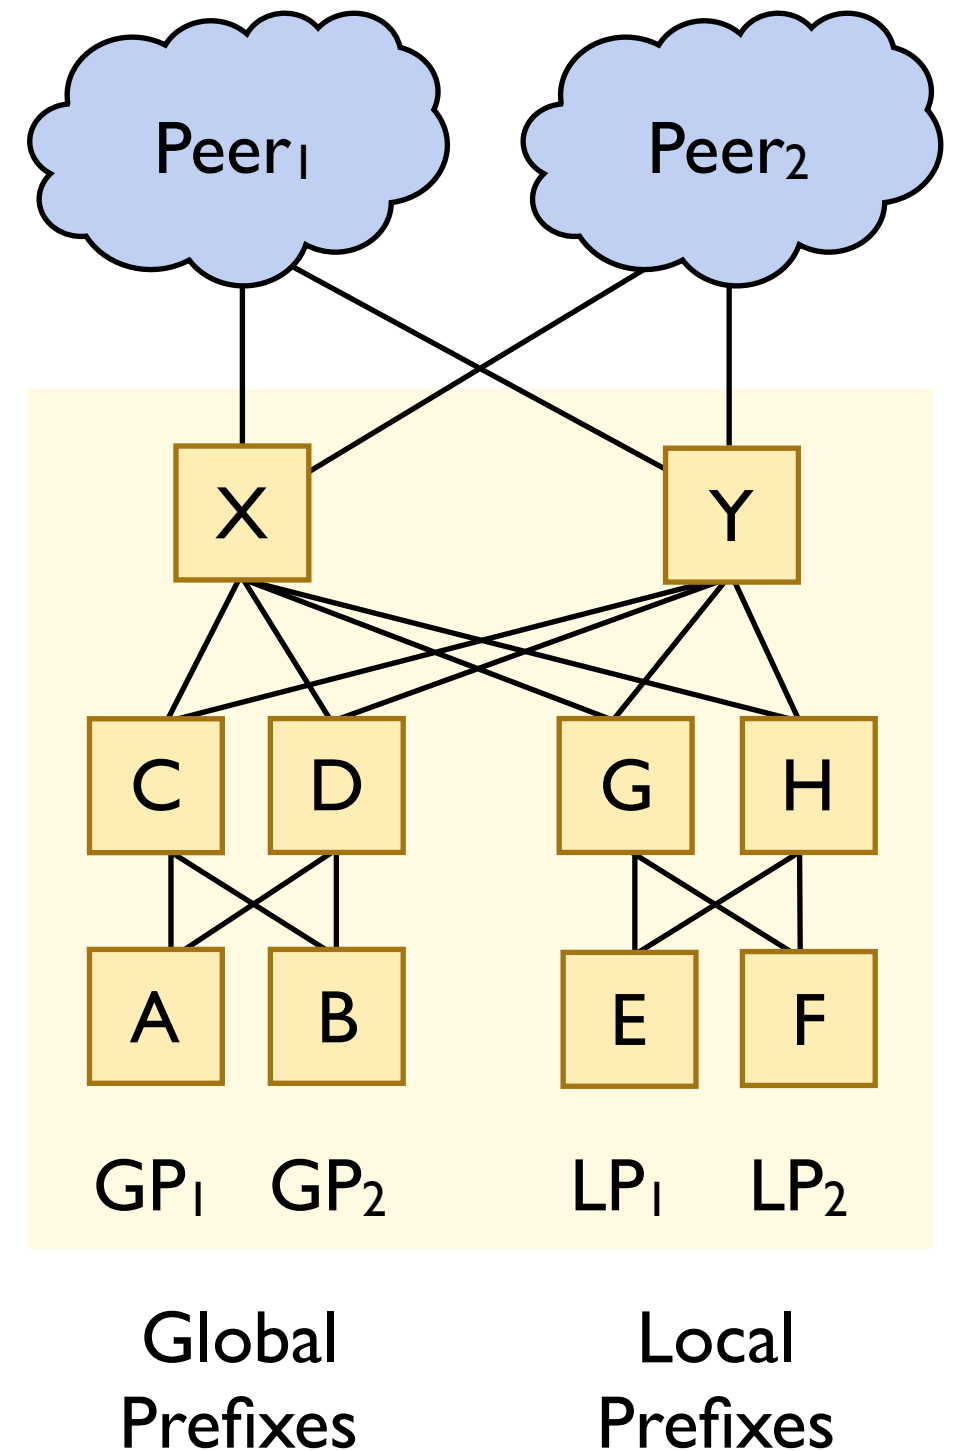 Peer₁ Peer₂
X Y
C D G H
A B E F
GP₁ GP₂ LP₁ LP₂
Global Local
Prefixes Prefixes